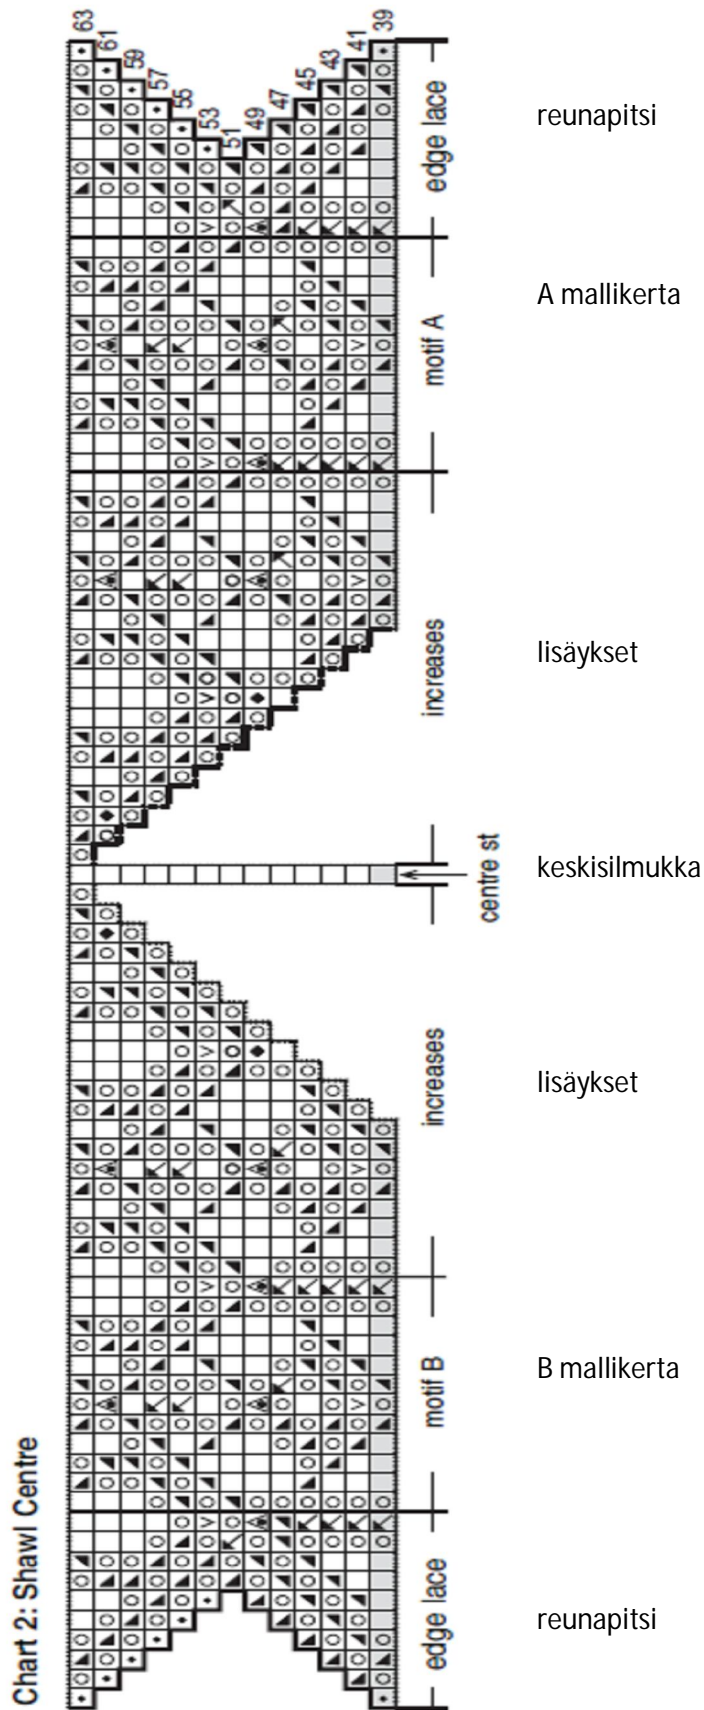 Chart 2: Shawl Centre
63
61
59
57
55
53
51
49
47
45
43
41
39
edge lace
reunapitsi
motif A
A mallikerta
increases
lisäykset
centre st
keskisilmukka
increases
lisäykset
motif B
B mallikerta
edge lace
reunapitsi